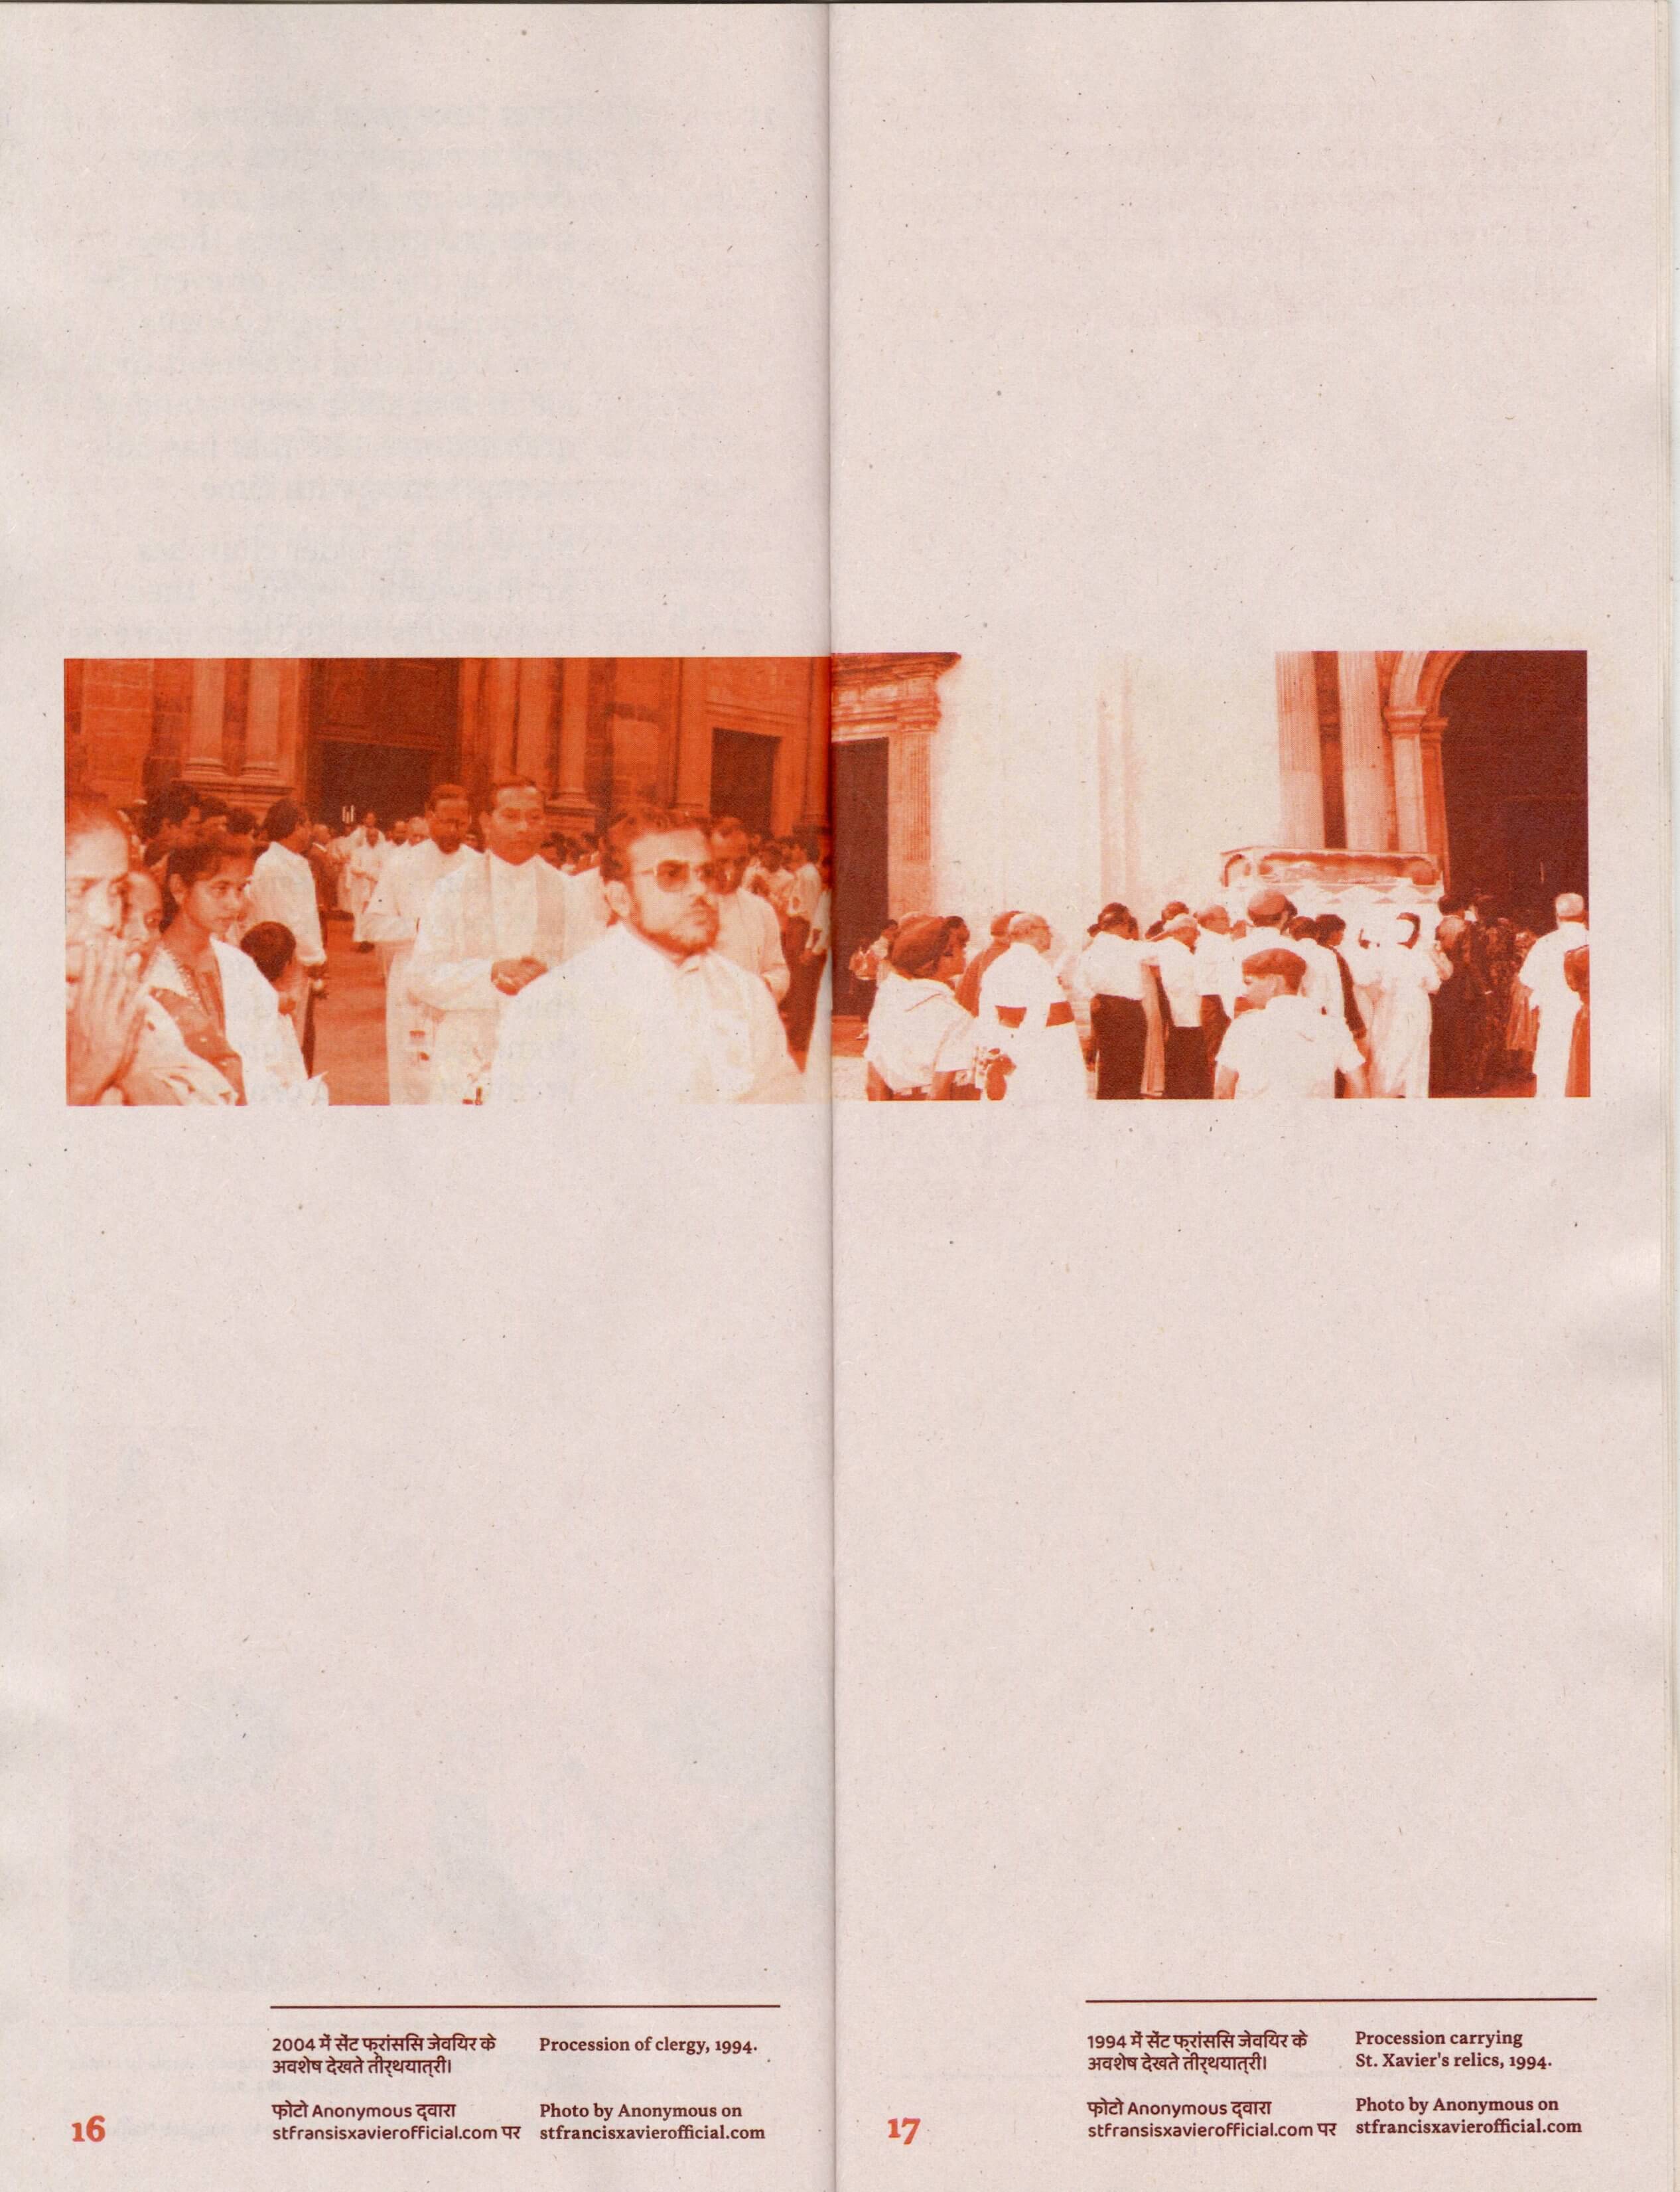 2004 में सेंट फ्रांससि जेवयिर के
अवशेष देखते तीर्थयात्री।
फोटो Anonymous द्वारा
stfransisxavierofficial.com पर
Procession of clergy, 1994.
Photo by Anonymous on
stfrancisxavierofficial.com
16
1994 में सेंट फ्रांससि जेवयिर के
अवशेष देखते तीर्थयात्री।
फोटो Anonymous द्वारा
stfransisxavierofficial.com पर
Procession carrying
St. Xavier's relics, 1994.
Photo by Anonymous on
stfrancisxavierofficial.com
17